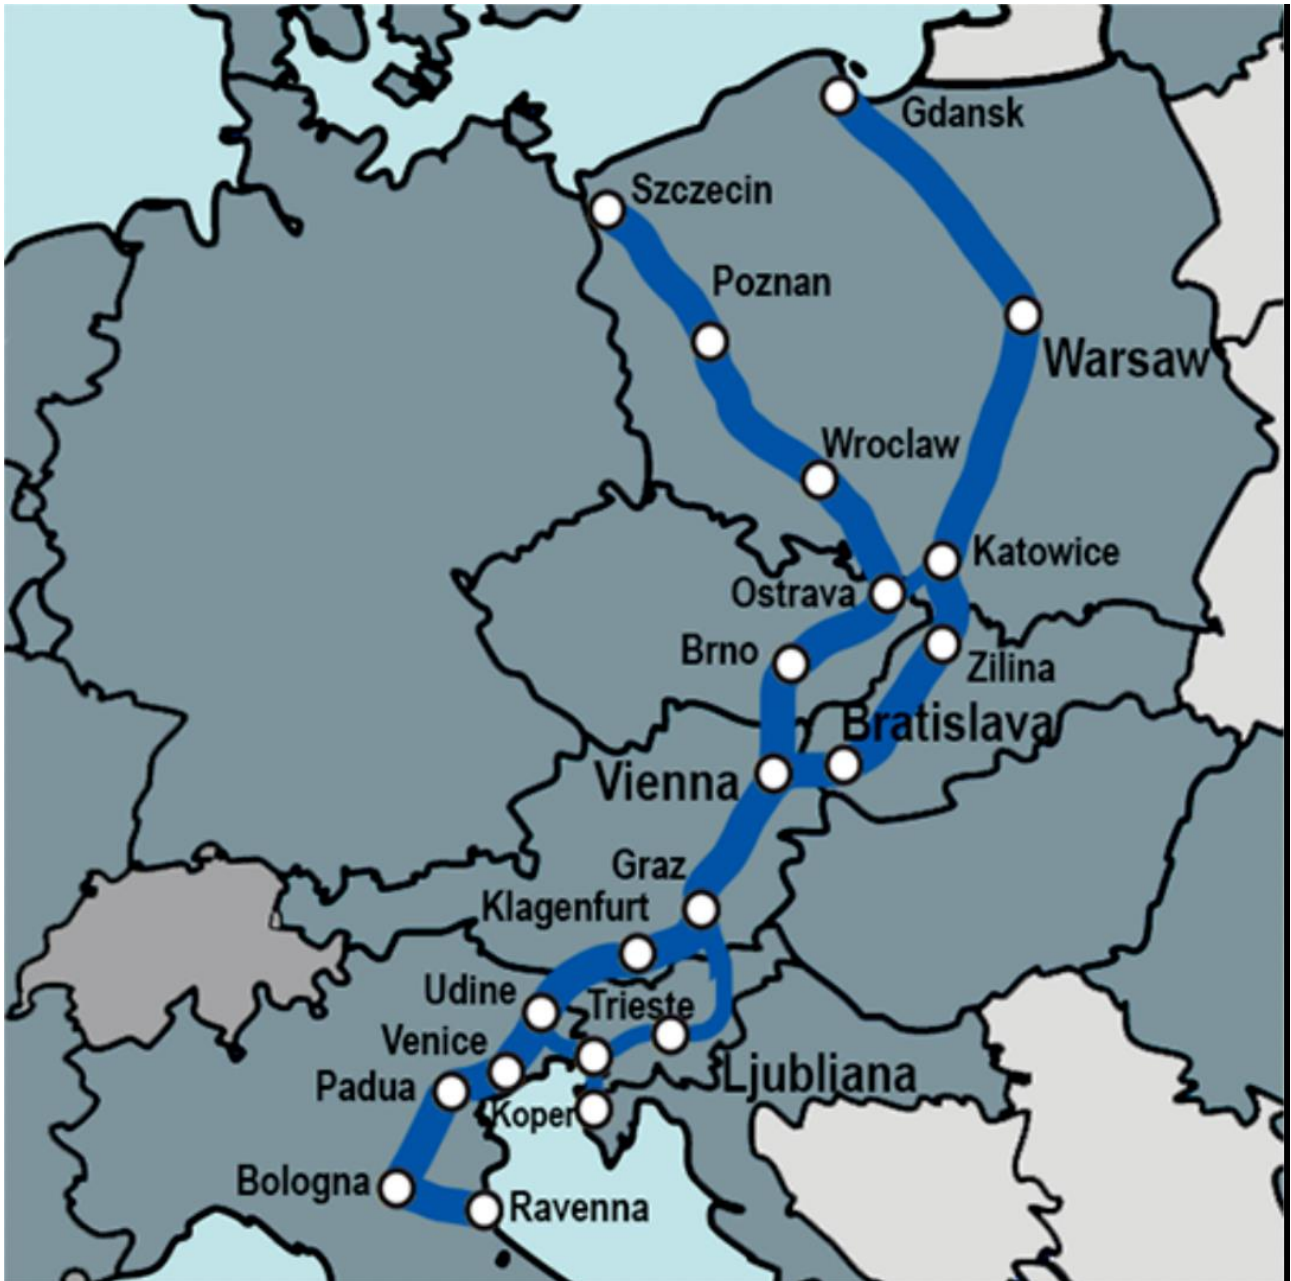 Gdansk
Szczecin
Poznan
Warsaw
Wroclaw
Katowice
Ostrava
Brno
Zilina
Bratislava
Vienna
Graz
Klagenfurt
Udine
Trieste
Venice
Ljubliana
Padua
Koper
Bologna
Ravenna